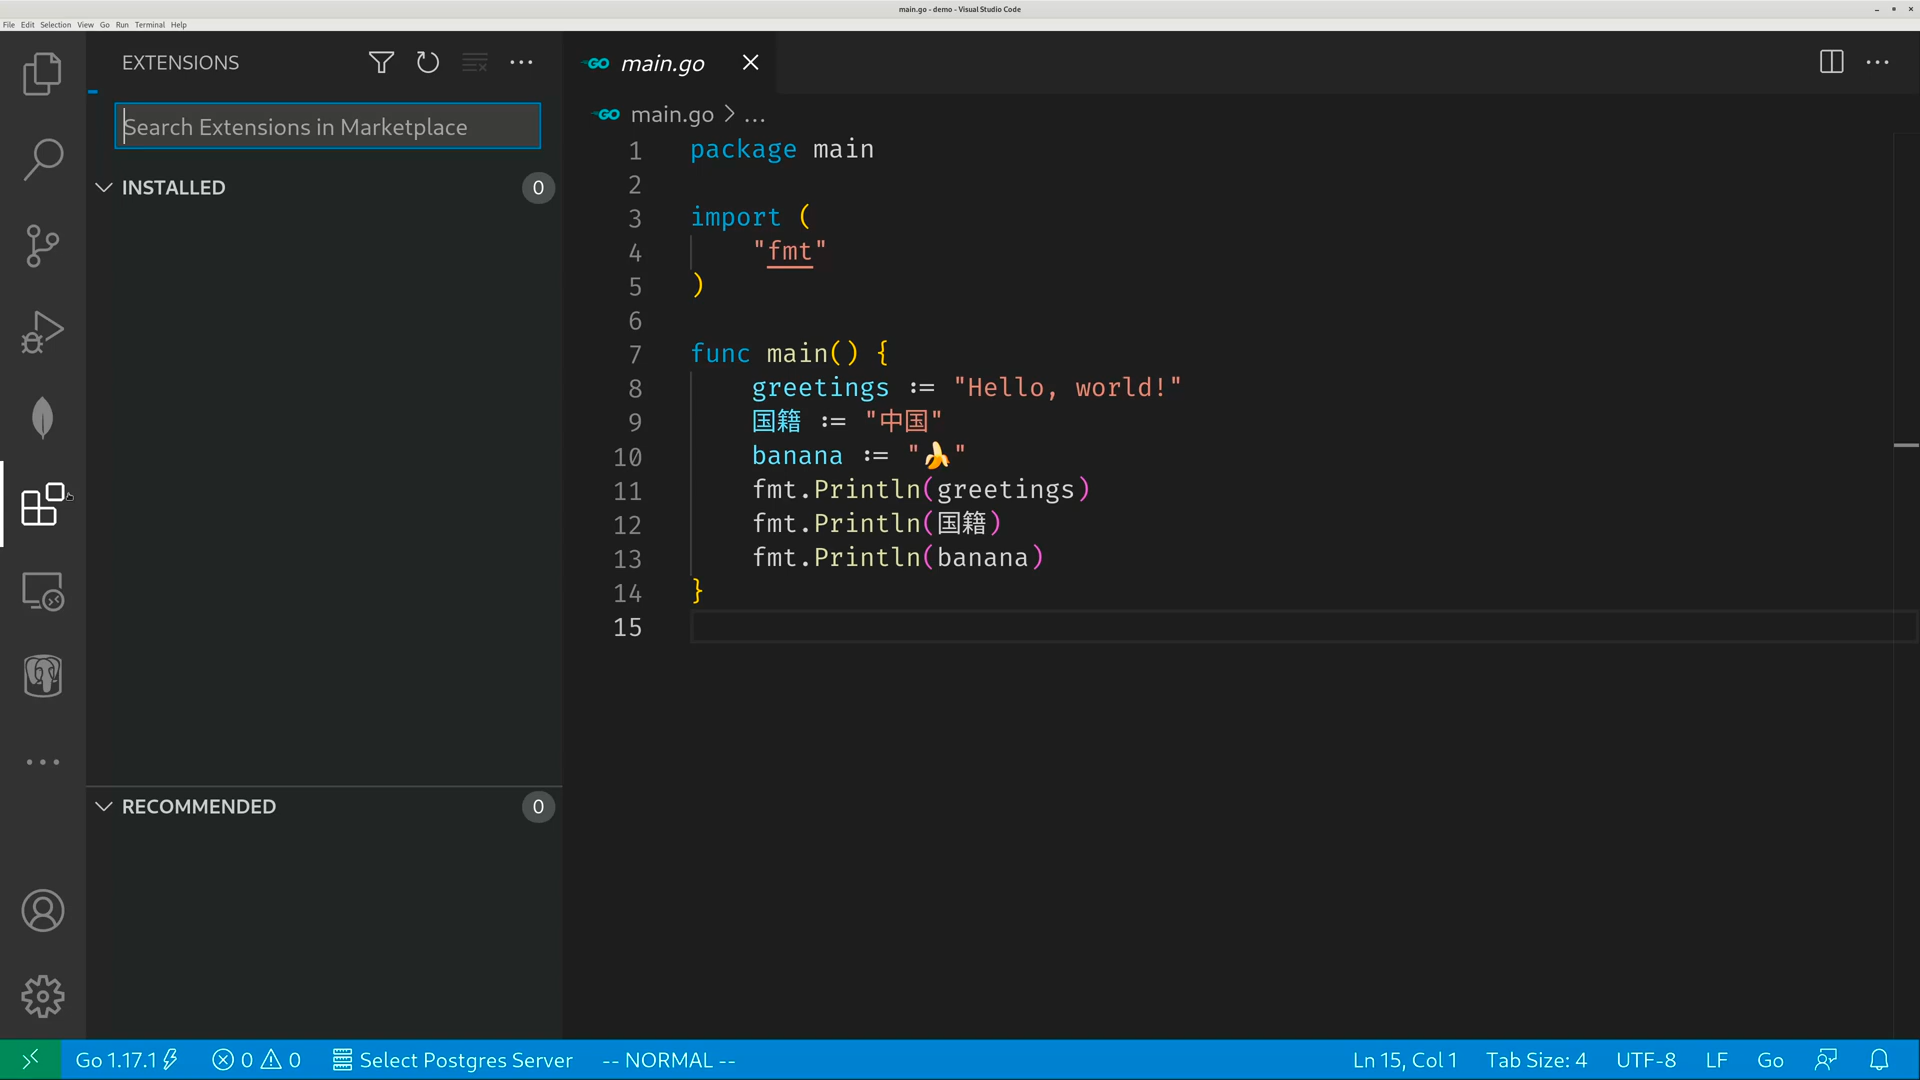 main.go - demo - Visual Studio Code
File Edit Selection View Go Run Terminal Help
EXTENSIONS
Search Extensions in Marketplace
INSTALLED 0
RECOMMENDED 0
GO main.go
GO main.go > ...
1 package main
2
3 import (
4 "fmt"
5 )
6
7 func main() {
8 greetings := "Hello, world!"
9 国籍 := "中国"
10 banana := "🍌"
11 fmt.Println(greetings)
12 fmt.Println(国籍)
13 fmt.Println(banana)
14 }
15
Go 1.17.1 0 0 Select Postgres Server -- NORMAL -- Ln 15, Col 1 Tab Size: 4 UTF-8 LF Go